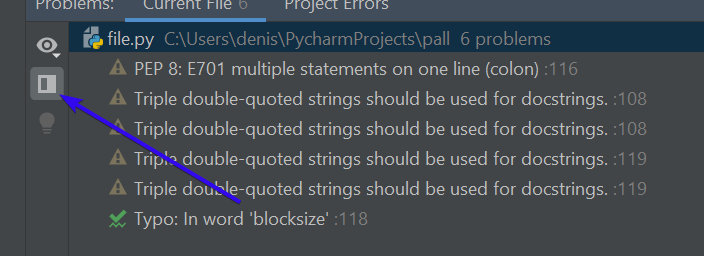 Problems: Current File 6 Project Errors
file.py C:\Users\denis\PycharmProjects\pall 6 problems
PEP 8: E701 multiple statements on one line (colon) :116
Triple double-quoted strings should be used for docstrings. :108
Triple double-quoted strings should be used for docstrings. :108
Triple double-quoted strings should be used for docstrings. :119
Triple double-quoted strings should be used for docstrings. :119
Typo: In word 'blocksize' :118